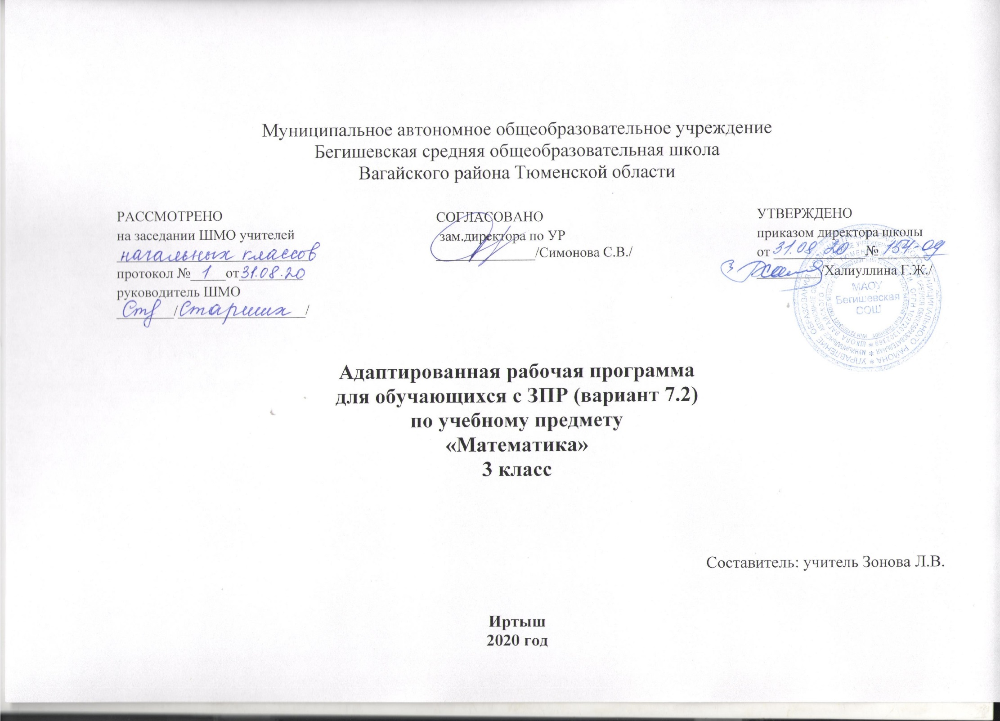 Муниципальное автономное общеобразовательное учреждение
Бегишевская средняя общеобразовательная школа
Вагайского района Тюменской области
РАССМОТРЕНО
на заседании ШМО учителей
начальных классов
протокол № 1 от 31.08.20
руководитель ШМО
/Старших/
СОГЛАСОВАНО
зам.директора по УР
/Симонова С.В./
УТВЕРЖДЕНО
приказом директора школы
от 31.08.20 № 154-од
/Халиуллина Г.Ж./
МАОУ
Бегишевская
СОШ
Адаптированная рабочая программа
для обучающихся с ЗПР (вариант 7.2)
по учебному предмету
«Математика»
3 класс
Составитель: учитель Зонова Л.В.
Иртыш
2020 год